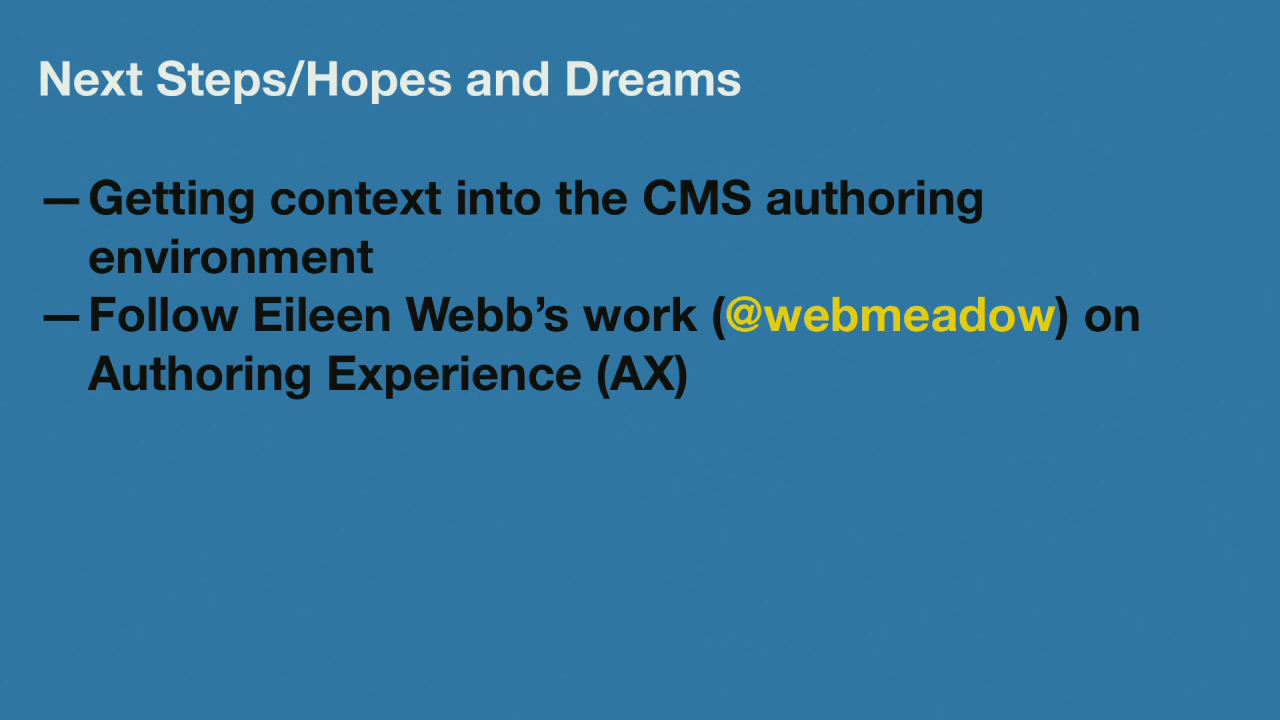 Next Steps/Hopes and Dreams
—Getting context into the CMS authoring
environment
—Follow Eileen Webb’s work (@webmeadow) on
Authoring Experience (AX)